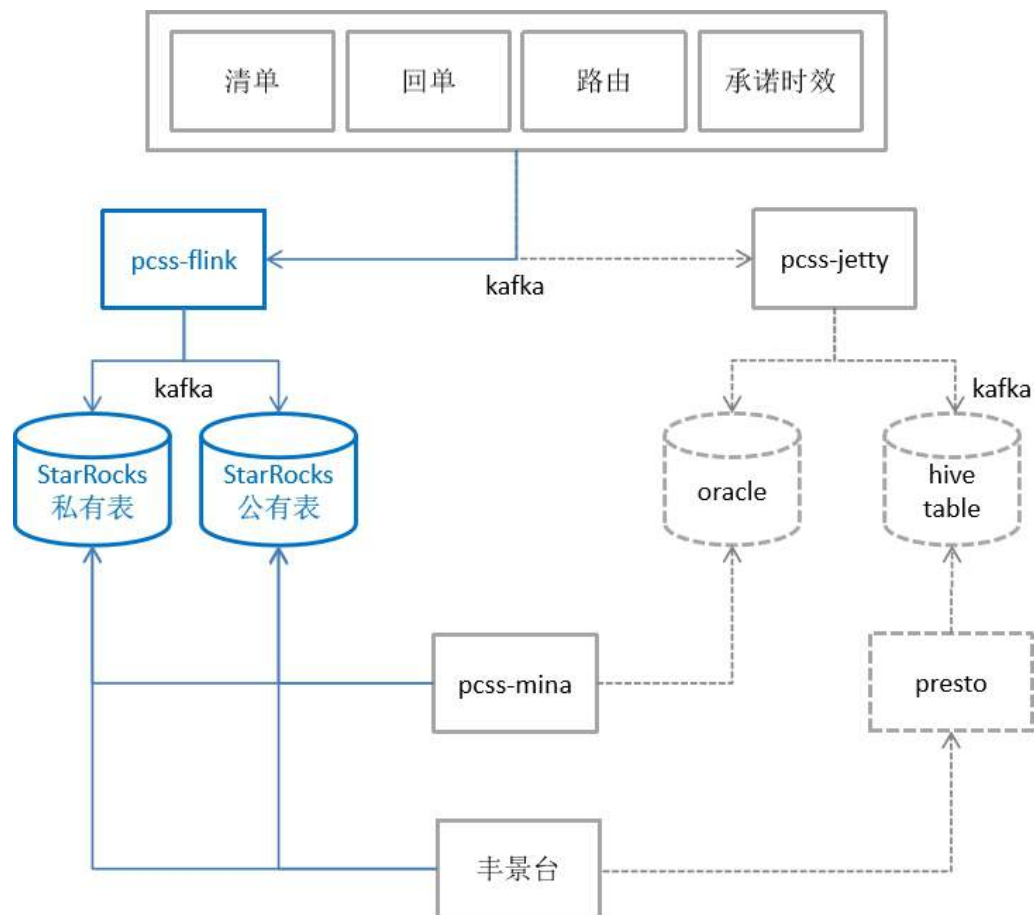 清单
回单
路由
承诺时效
pcss-flink
pcss-jetty
kafka
kafka
kafka
StarRocks
私有表
StarRocks
公有表
oracle
hive
table
pcss-mina
presto
丰景台